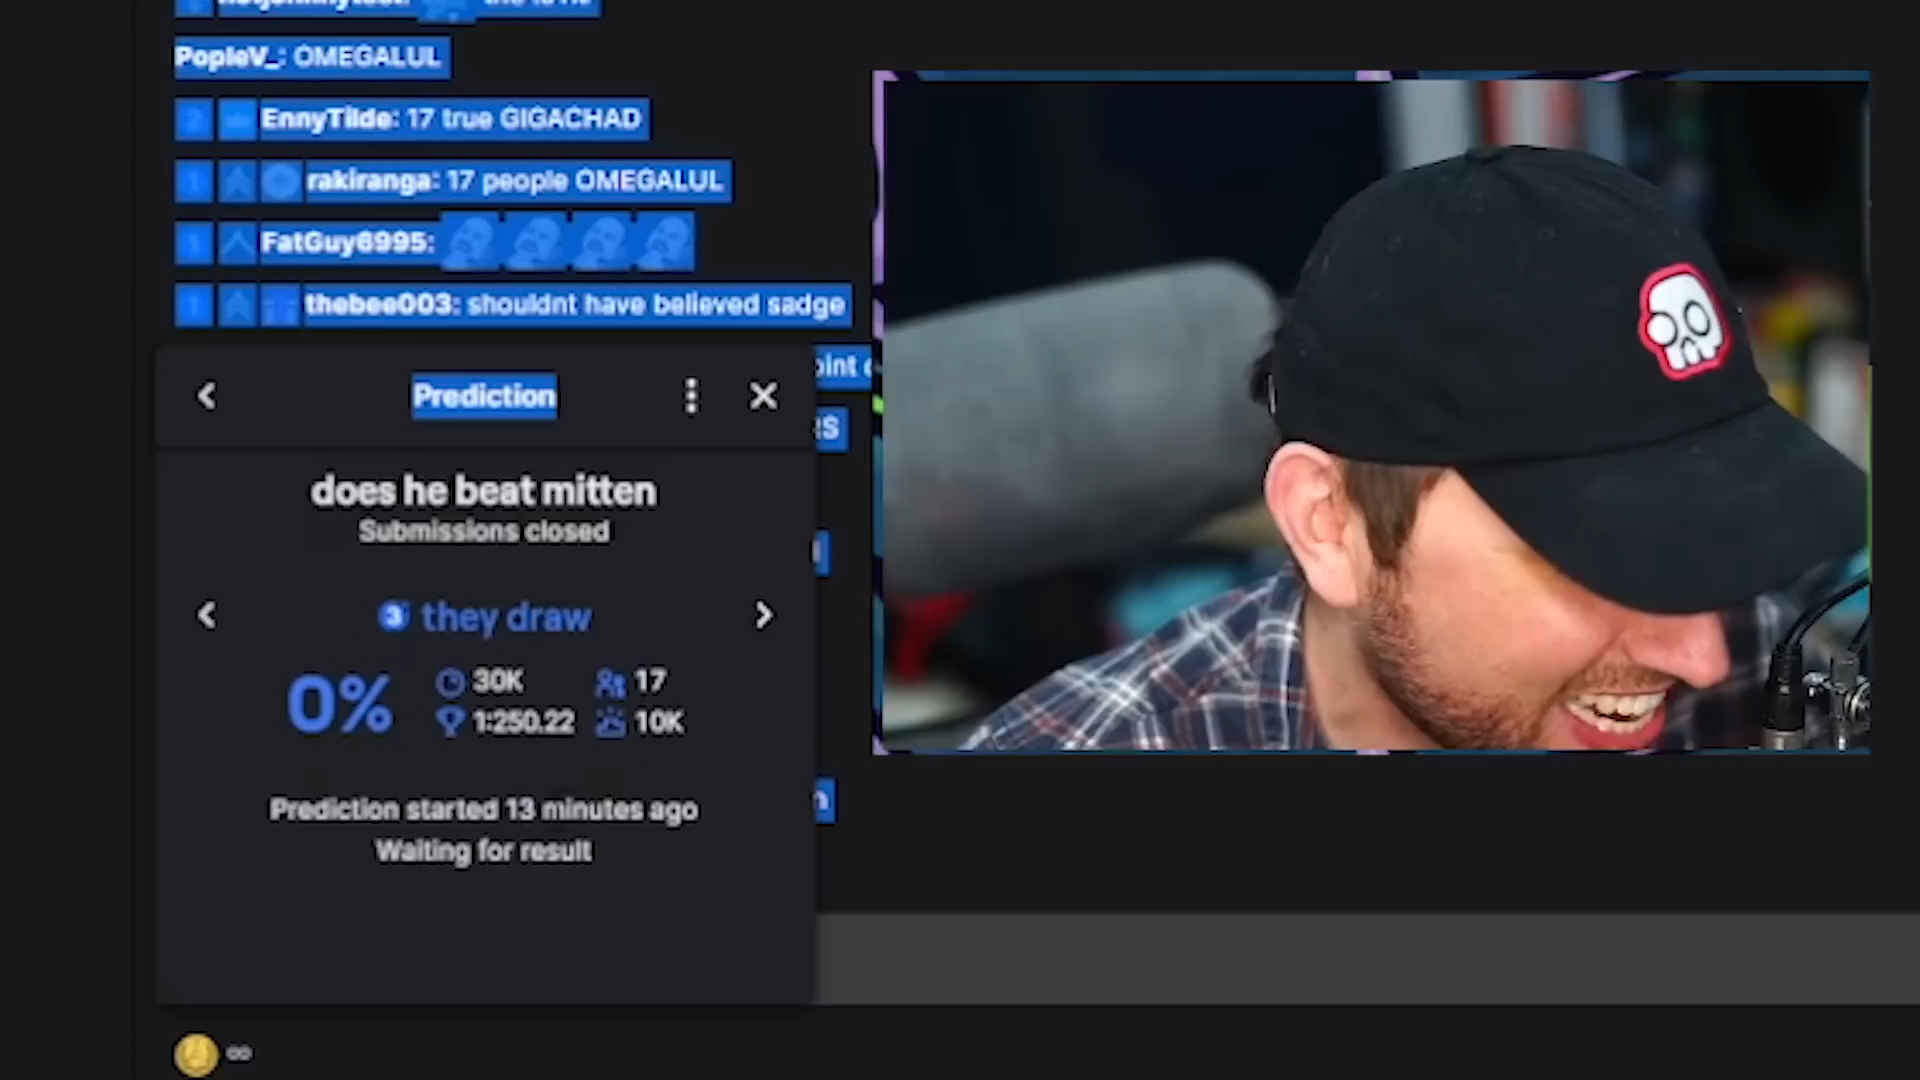 PopleV_: OMEGALUL
EnnyTilde: 17 true GIGACHAD
rakiranga: 17 people OMEGALUL
FatGuy6995:
thebee003: shouldnt have believed sadge
Prediction
does he beat mitten
Submissions closed
3 they draw
0% 30K 17
1:250.22 10K
Prediction started 13 minutes ago
Waiting for result
∞